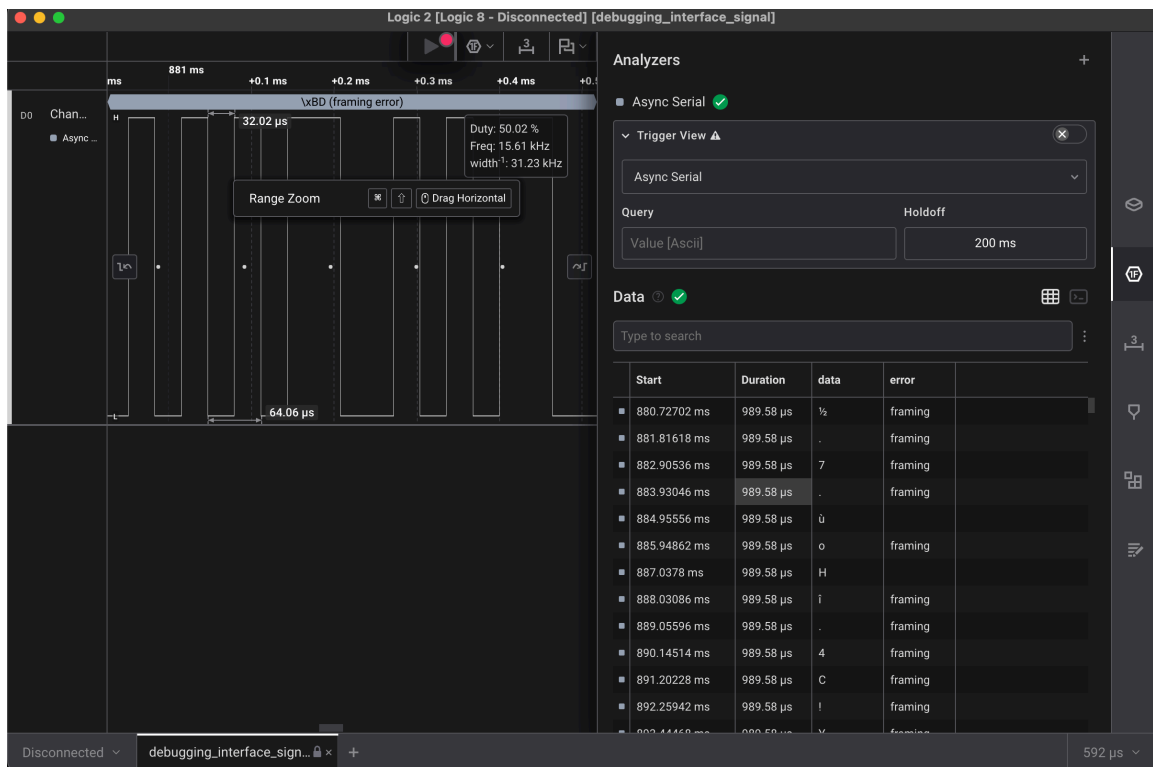 Logic 2 [Logic 8 - Disconnected] [debugging_interface_signal]
ms
881 ms
+0.1 ms
+0.2 ms
+0.3 ms
+0.4 ms
D0
Chan...
Async ...
H
L
\xBD (framing error)
32.02 µs
Duty: 50.02 %
Freq: 15.61 kHz
width⁻¹: 31.23 kHz
Range Zoom
⌘ ⇧ Drag Horizontal
64.06 µs
Analyzers
+
Async Serial
Trigger View
Async Serial
Query
Holdoff
Value [Ascii]
200 ms
Data
Type to search
Start Duration data error
880.72702 ms 989.58 µs ½ framing
881.81618 ms 989.58 µs . framing
882.90536 ms 989.58 µs 7 framing
883.93046 ms 989.58 µs . framing
884.95556 ms 989.58 µs ù
885.94862 ms 989.58 µs o framing
887.0378 ms 989.58 µs H
888.03086 ms 989.58 µs î framing
889.05596 ms 989.58 µs . framing
890.14514 ms 989.58 µs 4 framing
891.20228 ms 989.58 µs C framing
892.25942 ms 989.58 µs ! framing
Disconnected
debugging_interface_sign...
×
+
592 µs